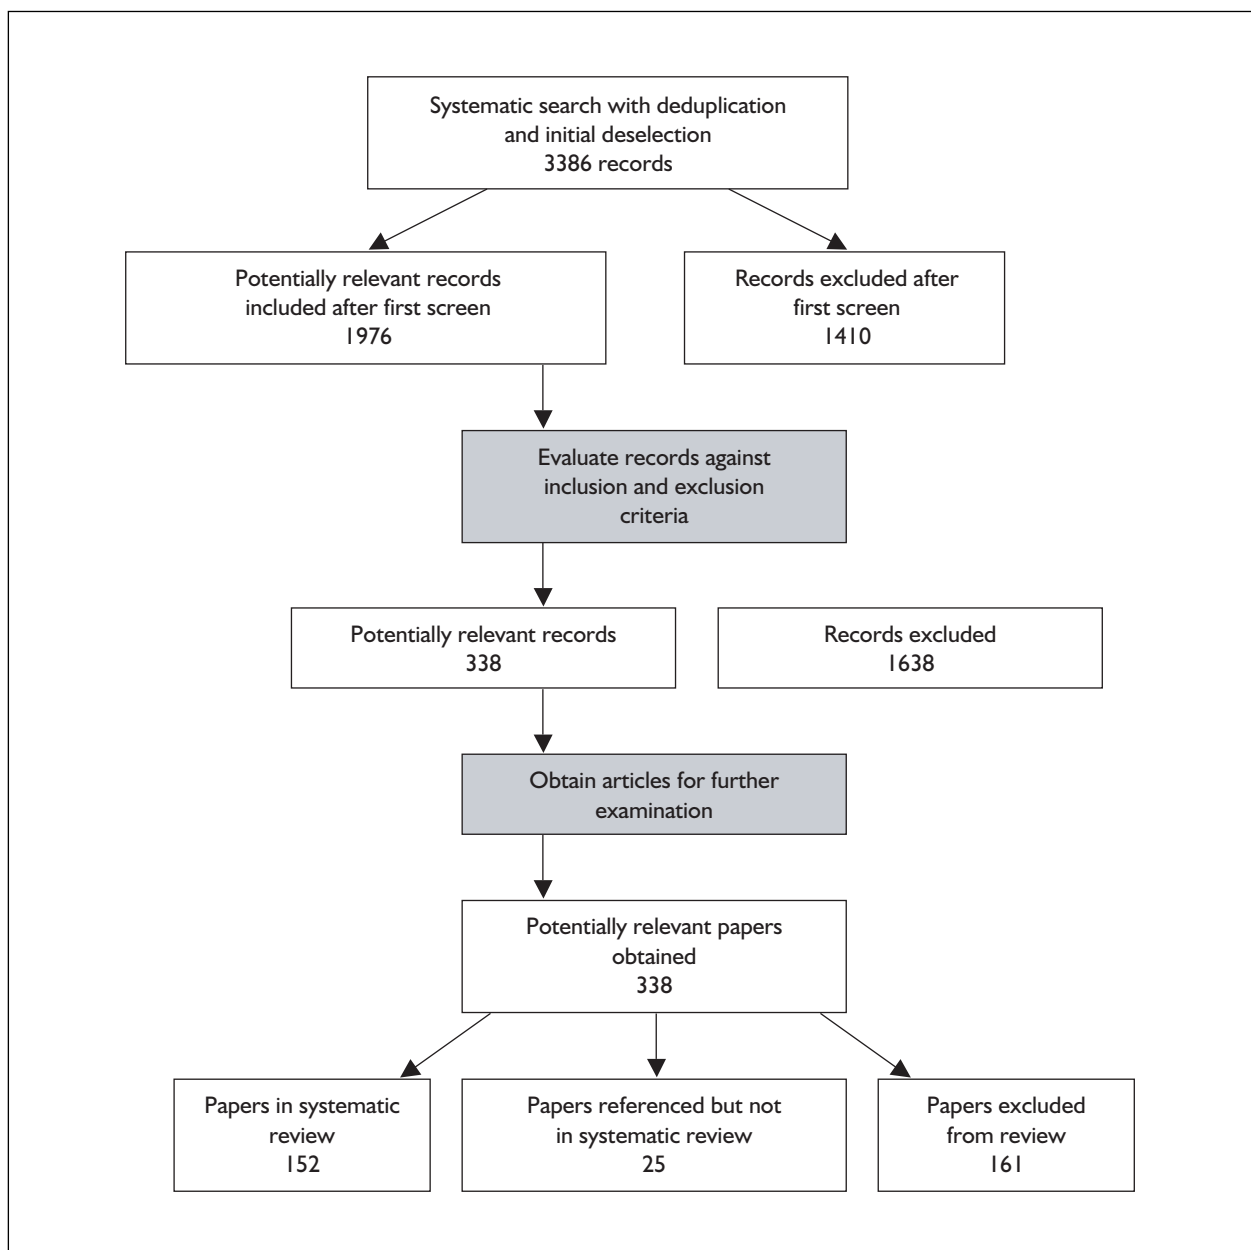 Systematic search with deduplication
and initial deselection
3386 records
Potentially relevant records
included after first screen
1976
Records excluded after
first screen
1410
Evaluate records against
inclusion and exclusion
criteria
Potentially relevant records
338
Records excluded
1638
Obtain articles for further
examination
Potentially relevant papers
obtained
338
Papers in systematic
review
152
Papers referenced but not
in systematic review
25
Papers excluded
from review
161